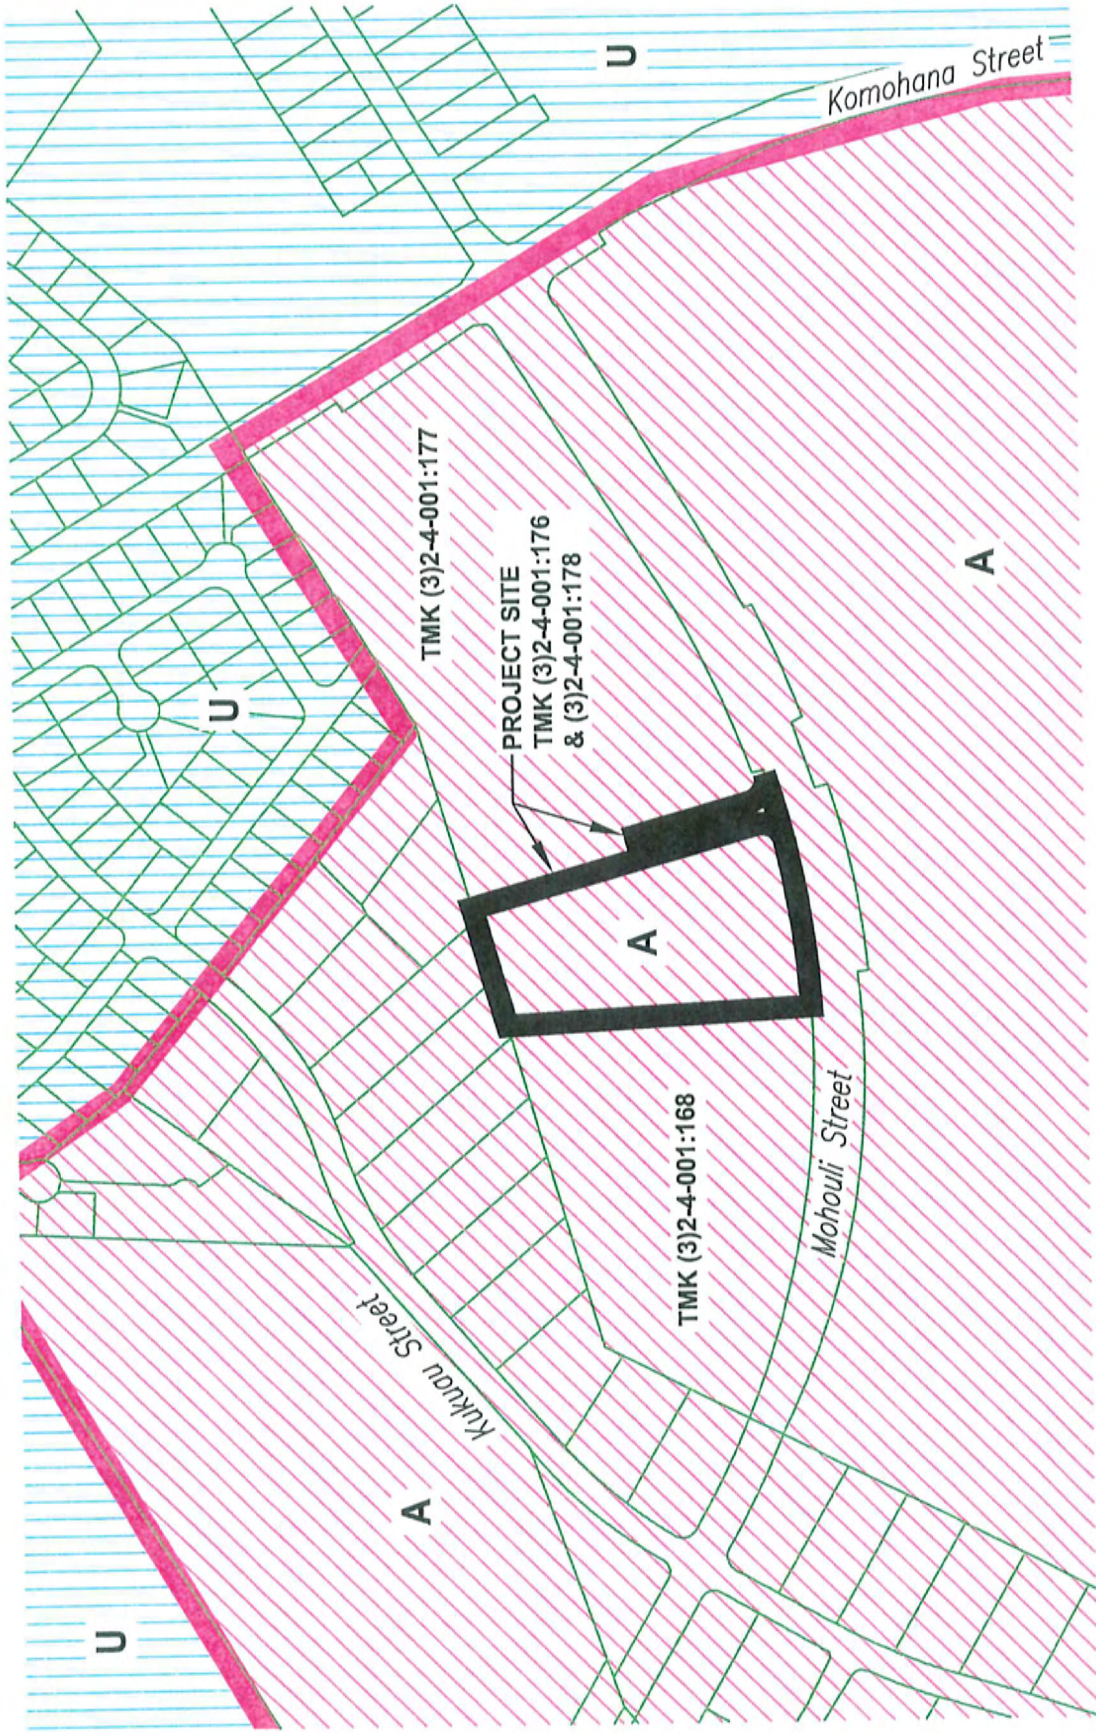 U
U
Kukuau Street
A
TMK (3)2-4-001:177
PROJECT SITE
TMK (3)2-4-001:176
& (3)2-4-001:178
U
A
TMK (3)2-4-001:168
Mohouli Street
Komohana Street
A